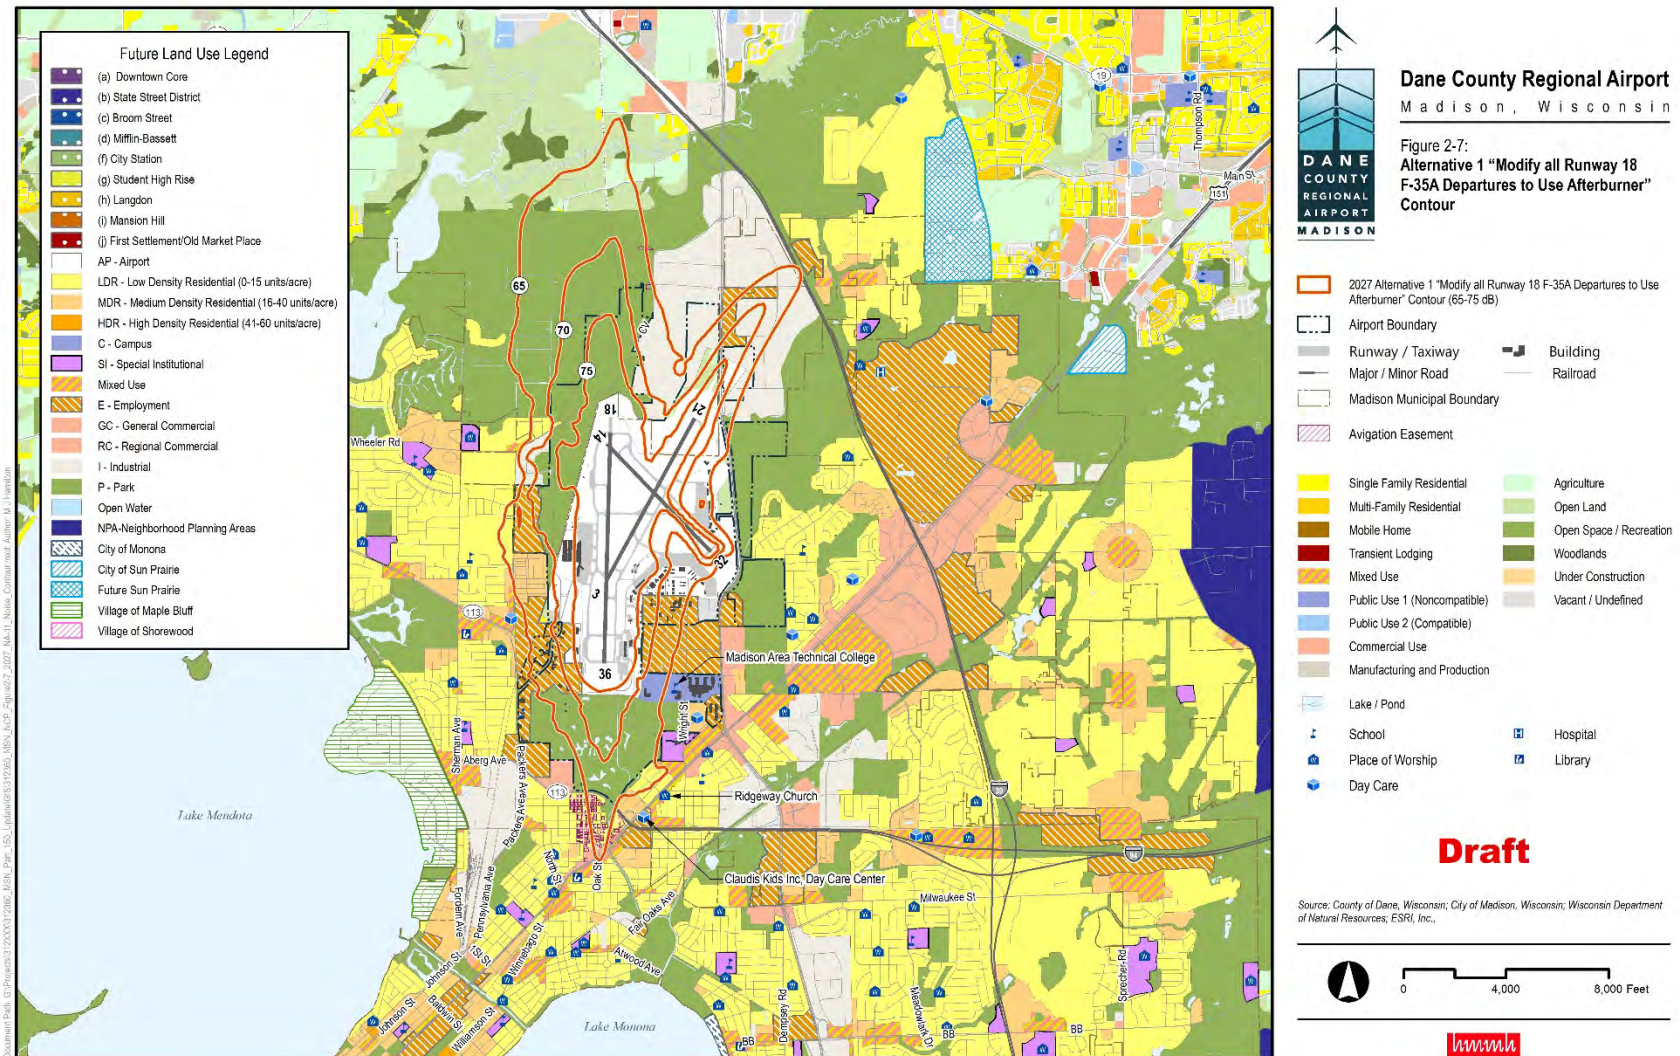 Future Land Use Legend
(a) Downtown Core
(b) State Street District
(c) Broom Street
(d) Mifflin-Bassett
(f) City Station
(g) Student High Rise
(h) Langdon
(i) Mansion Hill
(j) First Settlement/Old Market Place
AP - Airport
LDR - Low Density Residential (0-15 units/acre)
MDR - Medium Density Residential (16-40 units/acre)
HDR - High Density Residential (41-60 units/acre)
C - Campus
SI - Special Institutional
Mixed Use
E - Employment
GC - General Commercial
RC - Regional Commercial
I - Industrial
P - Park
Open Water
NPA-Neighborhood Planning Areas
City of Monona
City of Sun Prairie
Future Sun Prairie
Village of Maple Bluff
Village of Shorewood
19
Thompson Rd
Main St
151
65
70
75
CV
18
14
21
32
3
36
Wheeler Rd
113
Madison Area Technical College
Wright St
Sherman Ave
Aberg Ave
Packers Ave
113
Ridgeway Church
Lake Mendota
Packers Ave
Pennsylvania Ave
North St
Oak St
Claudis Kids Inc, Day Care Center
Milwaukee St
Fordem Ave
Fair Oaks Ave
1St St
Winnebago St
Atwood Ave
Johnson St
Johnson St
Baldwin St
Williamson St
Lake Monona
Dempsey Rd
Meadowlark Dr
Sprecher Rd
BB
BB
BB
DANE
COUNTY
REGIONAL
AIRPORT
MADISON
Dane County Regional Airport
Madison, Wisconsin
Figure 2-7:
Alternative 1 “Modify all Runway 18
F-35A Departures to Use Afterburner”
Contour
2027 Alternative 1 “Modify all Runway 18 F-35A Departures to Use
Afterburner” Contour (65-75 dB)
Airport Boundary
Runway / Taxiway
Building
Major / Minor Road
Railroad
Madison Municipal Boundary
Avigation Easement
Single Family Residential
Agriculture
Multi-Family Residential
Open Land
Mobile Home
Open Space / Recreation
Transient Lodging
Woodlands
Mixed Use
Under Construction
Public Use 1 (Noncompatible)
Vacant / Undefined
Public Use 2 (Compatible)
Commercial Use
Manufacturing and Production
Lake / Pond
School
Hospital
Place of Worship
Library
Day Care
Draft
Source: County of Dane, Wisconsin; City of Madison, Wisconsin; Wisconsin Department
of Natural Resources; ESRI, Inc.,
0 4,000 8,000 Feet
hmmh